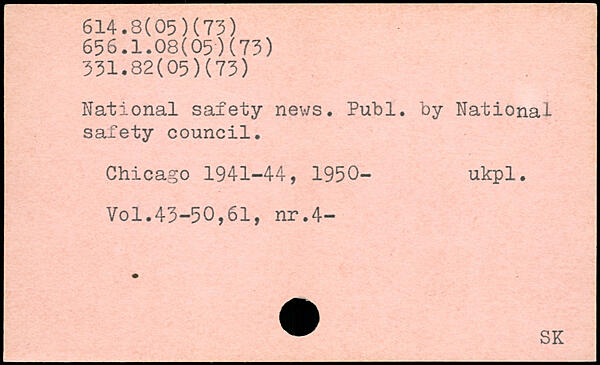 614.8(05)(73)
656.1.08(05)(73)
331.82(05)(73)
National safety news. Publ. by National
safety council.
Chicago 1941-44, 1950- ukpl.
Vol.43-50,61, nr.4-
SK